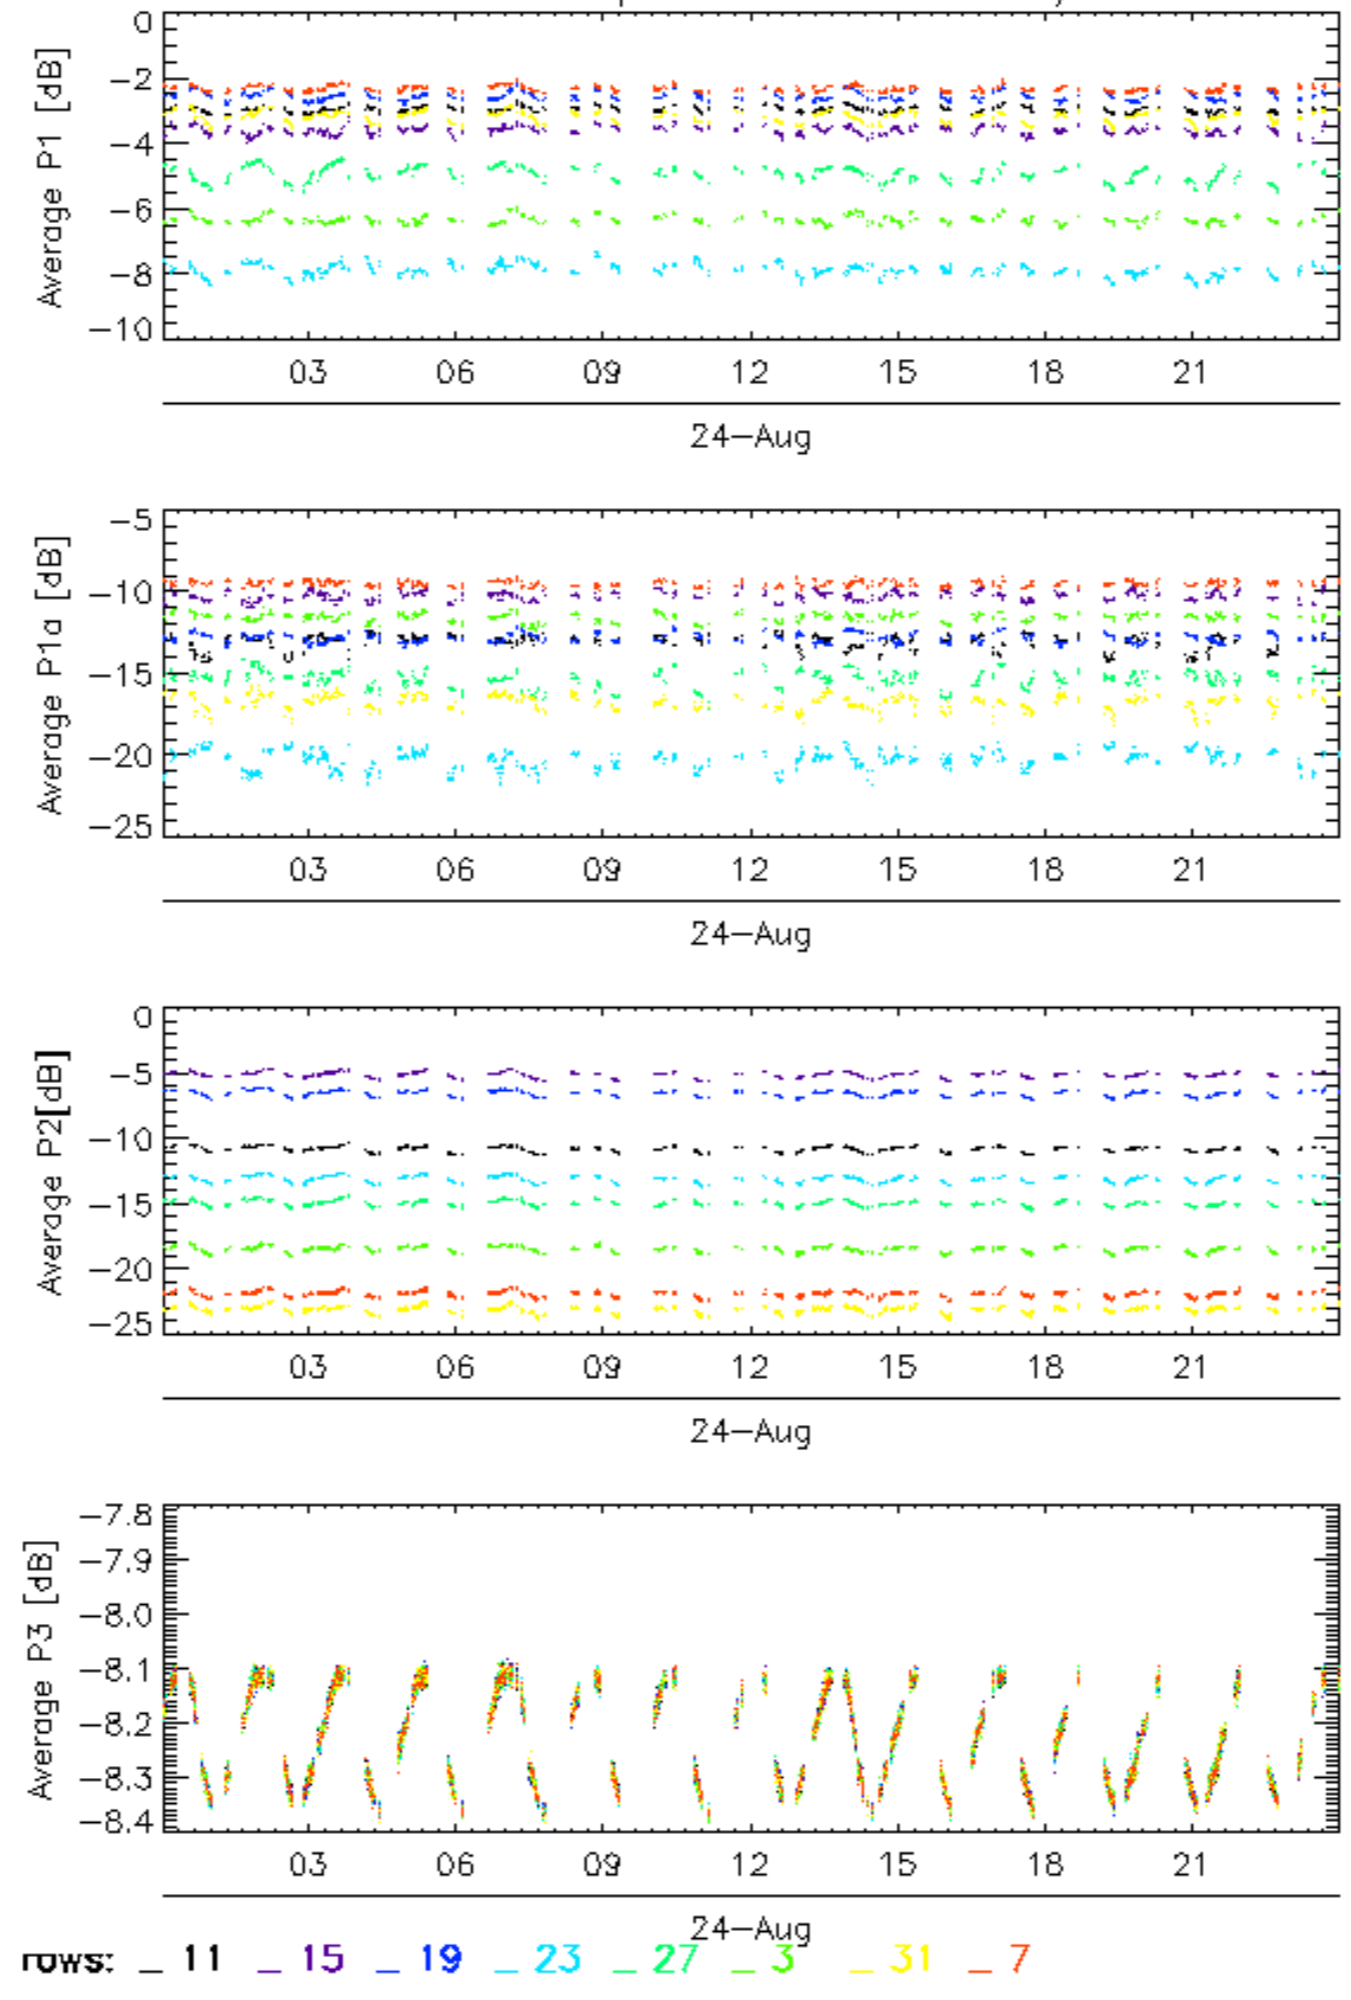 0
−2
−4
−6
−8
−10
Average P1 [dB]
03 06 09 12 15 18 21
24−Aug
−5
−10
−15
−20
−25
Average P1a [dB]
03 06 09 12 15 18 21
24−Aug
0
−5
−10
−15
−20
−25
Average P2[dB]
03 06 09 12 15 18 21
24−Aug
−7.8
−7.9
−8.0
−8.1
−8.2
−8.3
−8.4
Average P3 [dB]
03 06 09 12 15 18 21
24−Aug
rows: _ 11 _ 15 _ 19 _ 23 _ 27 _ 3 _ 31 _ 7